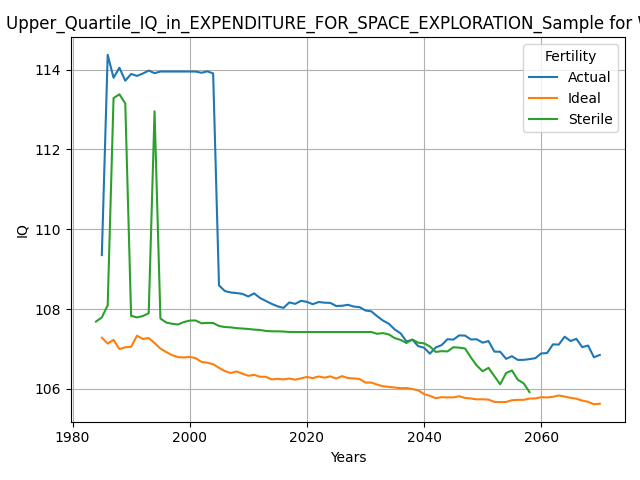 Upper_Quartile_IQ_in_EXPENDITURE_FOR_SPACE_EXPLORATION_Sample for
Fertility
Actual
Ideal
Sterile
IQ
114
112
110
108
106
1980
2000
2020
2040
2060
Years